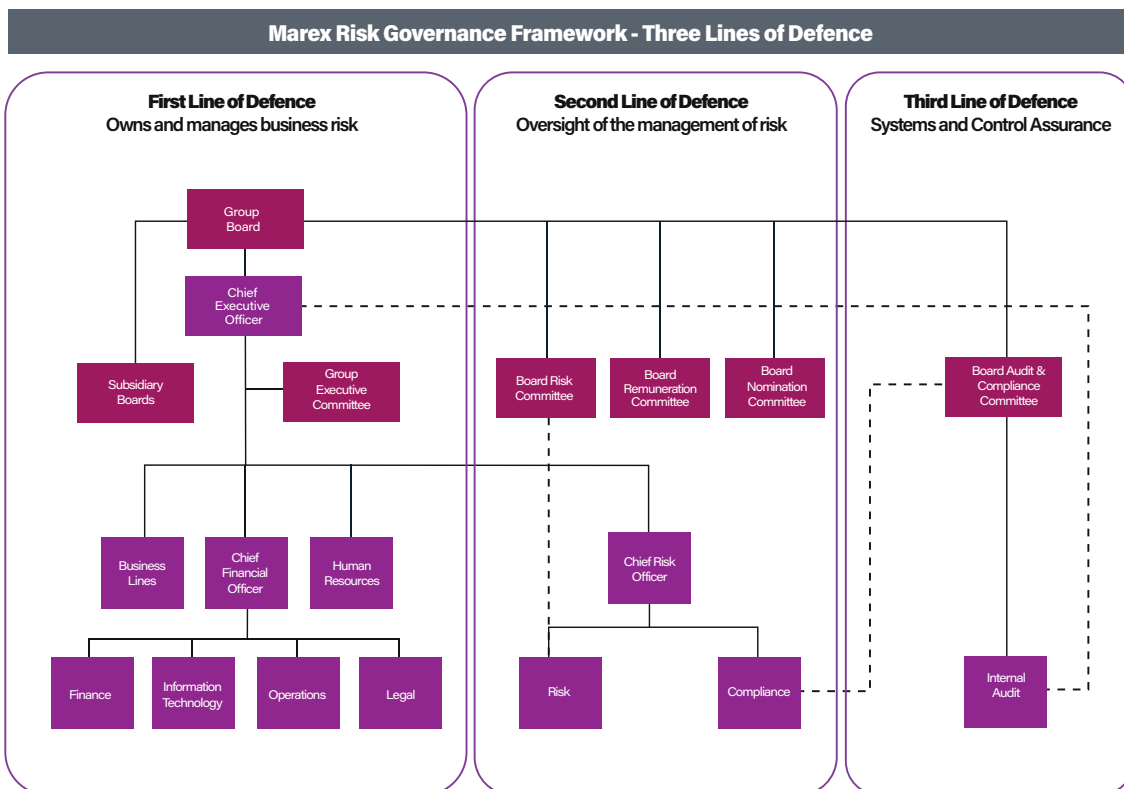 Marex Risk Governance Framework - Three Lines of Defence
First Line of Defence
Owns and manages business risk
Second Line of Defence
Oversight of the management of risk
Third Line of Defence
Systems and Control Assurance
Group
Board
Chief
Executive
Officer
Subsidiary
Boards
Group
Executive
Committee
Board Risk
Committee
Board
Remuneration
Committee
Board
Nomination
Committee
Board Audit &
Compliance
Committee
Business
Lines
Chief
Financial
Officer
Human
Resources
Chief Risk
Officer
Finance
Information
Technology
Operations
Legal
Risk
Compliance
Internal
Audit